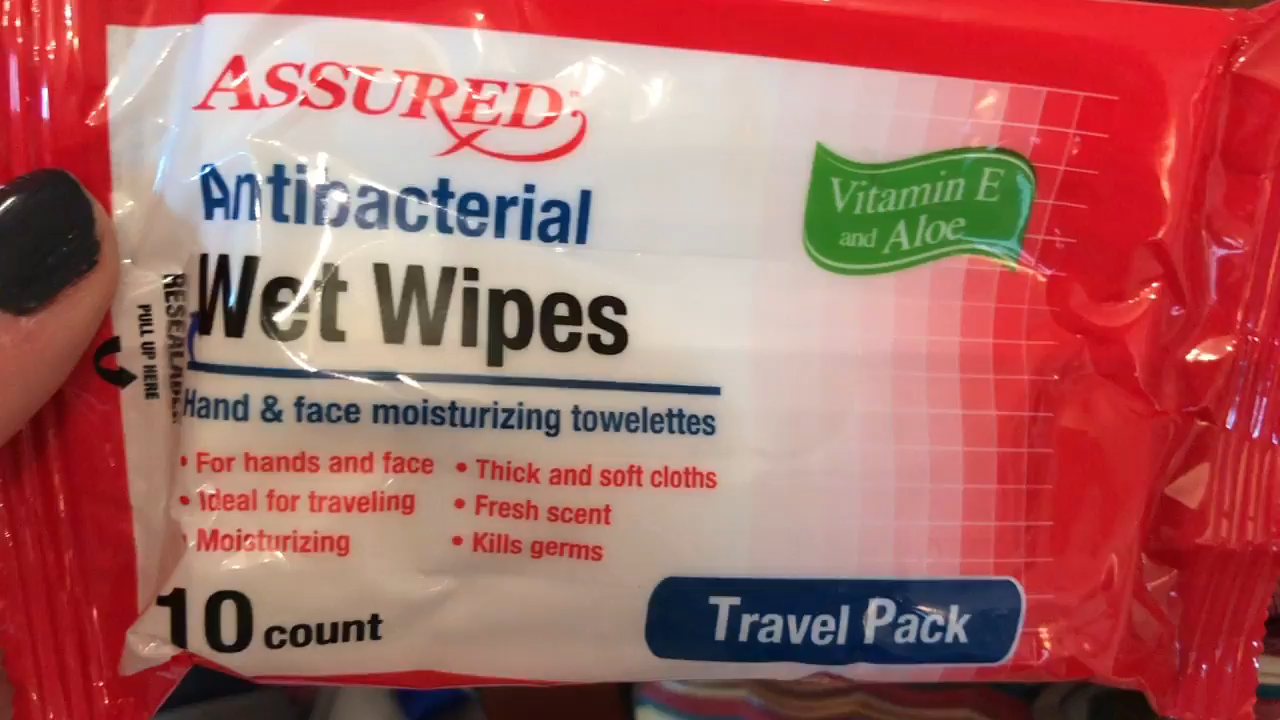 ASSURED™
Antibacterial
Wet Wipes
Vitamin E
and Aloe
RESEALABLE
PULL UP HERE
Hand & face moisturizing towelettes
• For hands and face
• Ideal for traveling
• Moisturizing
• Thick and soft cloths
• Fresh scent
• Kills germs
10 count
Travel Pack